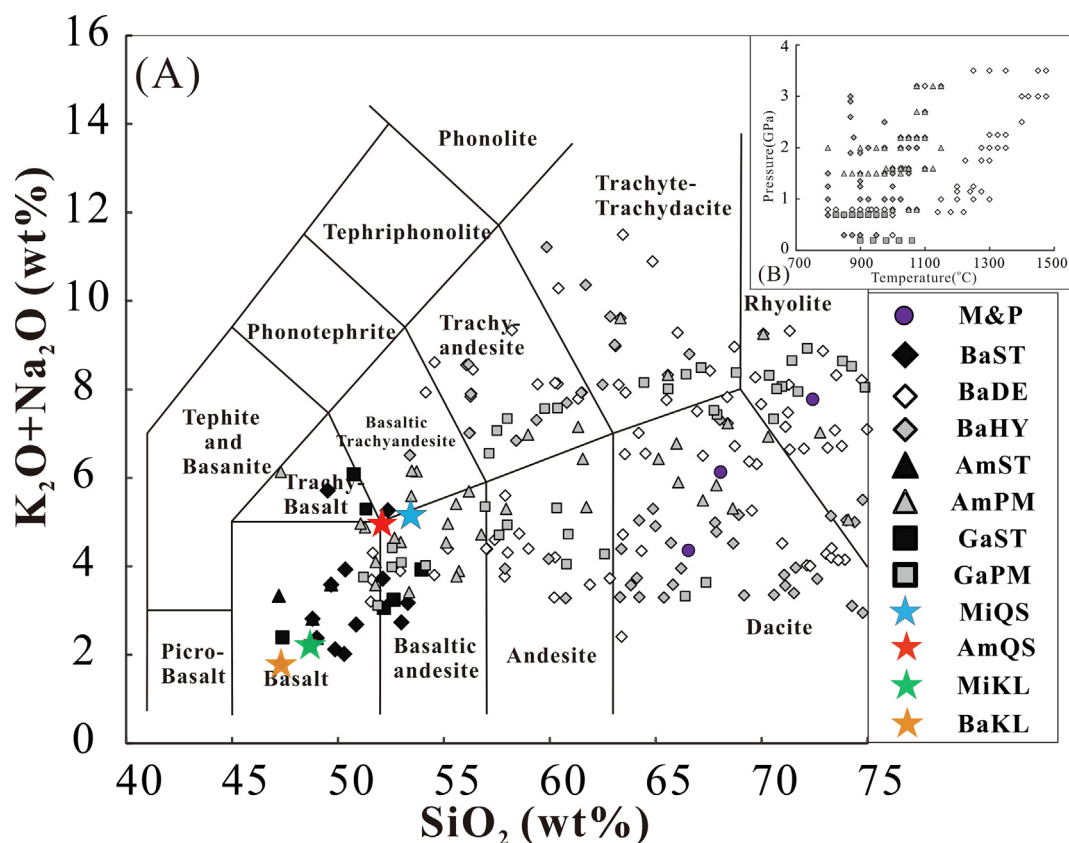 (A)
16
14
12
10
8
6
4
2
0
K₂O+Na₂O (wt%)
40
45
50
55
60
65
70
75
SiO₂ (wt%)
Phonolite
Trachyte-
Trachydacite
Tephriphonolite
Rhyolite
Phonotephrite
Trachy-
andesite
Tephite
and
Basanite
Basaltic
Trachyandesite
Trachy-
Basalt
Picro-
Basalt
Basalt
Basaltic
andesite
Andesite
Dacite
4
3
2
1
0
Pressure(GPa)
(B)
700
900
1100
1300
1500
Temperature(°C)
M&P
BaST
BaDE
BaHY
AmST
AmPM
GaST
GaPM
MiQS
AmQS
MiKL
BaKL